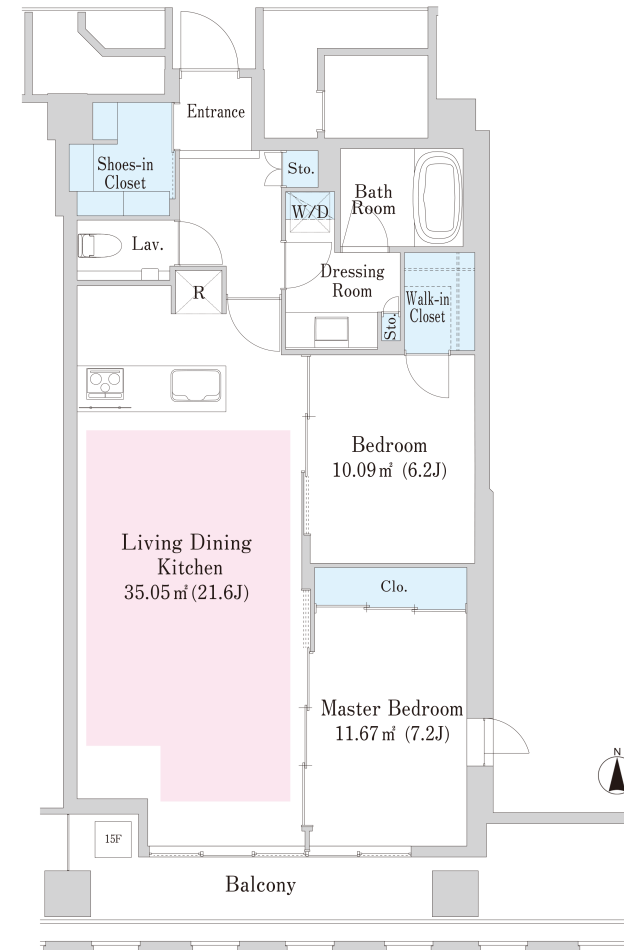 Entrance
Shoes-in
Closet
Sto.
Bath
Room
W/D
Lav.
Dressing
Room
R
Walk-in
Closet
Sto.
Bedroom
10.09㎡ (6.2J)
Living Dining
Kitchen
35.05㎡(21.6J)
Clo.
Master Bedroom
11.67㎡ (7.2J)
N
15F
Balcony